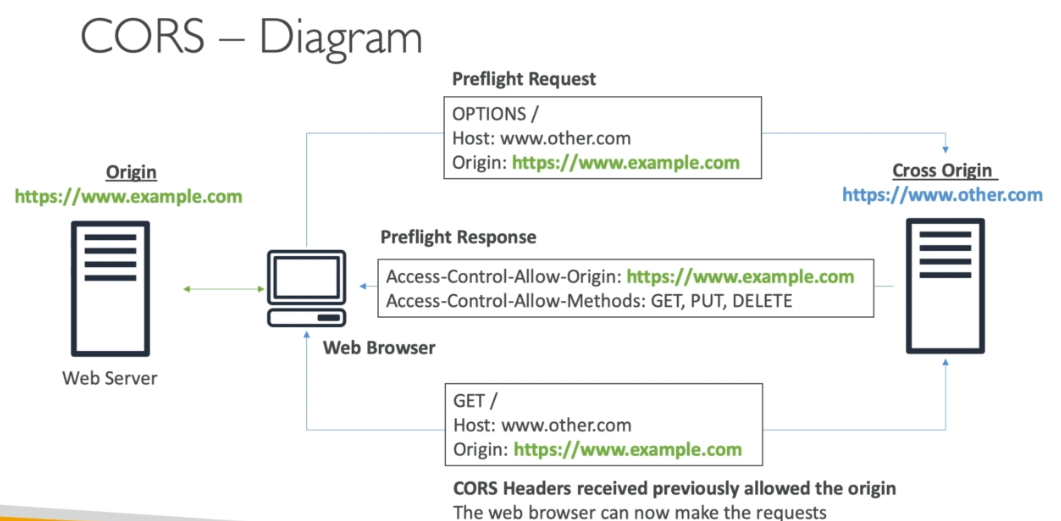 CORS – Diagram
Preflight Request
OPTIONS /
Host: www.other.com
Origin: https://www.example.com
Origin
https://www.example.com
Cross Origin
https://www.other.com
Preflight Response
Access-Control-Allow-Origin: https://www.example.com
Access-Control-Allow-Methods: GET, PUT, DELETE
Web Browser
Web Server
GET /
Host: www.other.com
Origin: https://www.example.com
CORS Headers received previously allowed the origin
The web browser can now make the requests